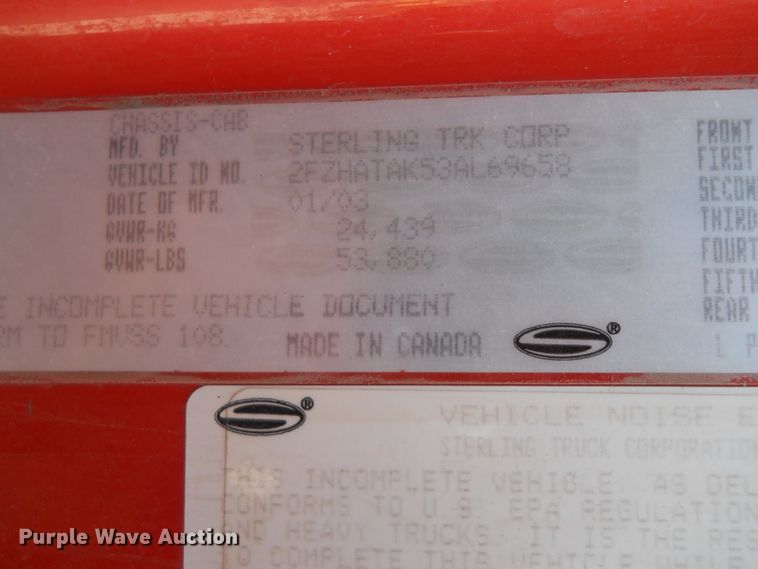 CHASSIS-CAB
MFD. BY STERLING TRK CORP.
VEHICLE ID NO. 2FZHATAK53AL69658
DATE OF MFR. 01/03
GVWR-KG 24,439
GVWR-LBS 53,880
E INCOMPLETE VEHICLE DOCUMENT
RM TO FMVSS 108.
MADE IN CANADA ®
FRONT
FIRST
SECON
THIRD
FOURT
FIFTH
REAR
L P
® VEHICLE NOISE E
STERLING TRUCK CORPORATION
THIS INCOMPLETE VEHICLE, AS DEL
CONFORMS TO U.S. EPA REGULATION
AND HEAVY TRUCKS. IT IS THE RES
TO COMPLETE THIS VEHICLE WHILE
Purple Wave Auction